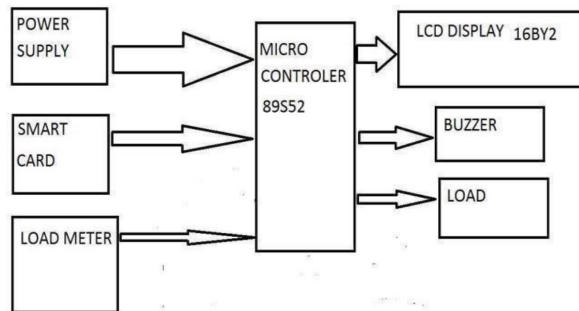 POWER
SUPPLY
SMART
CARD
LOAD METER
MICRO
CONTROLER
89S52
LCD DISPLAY 16BY2
BUZZER
LOAD